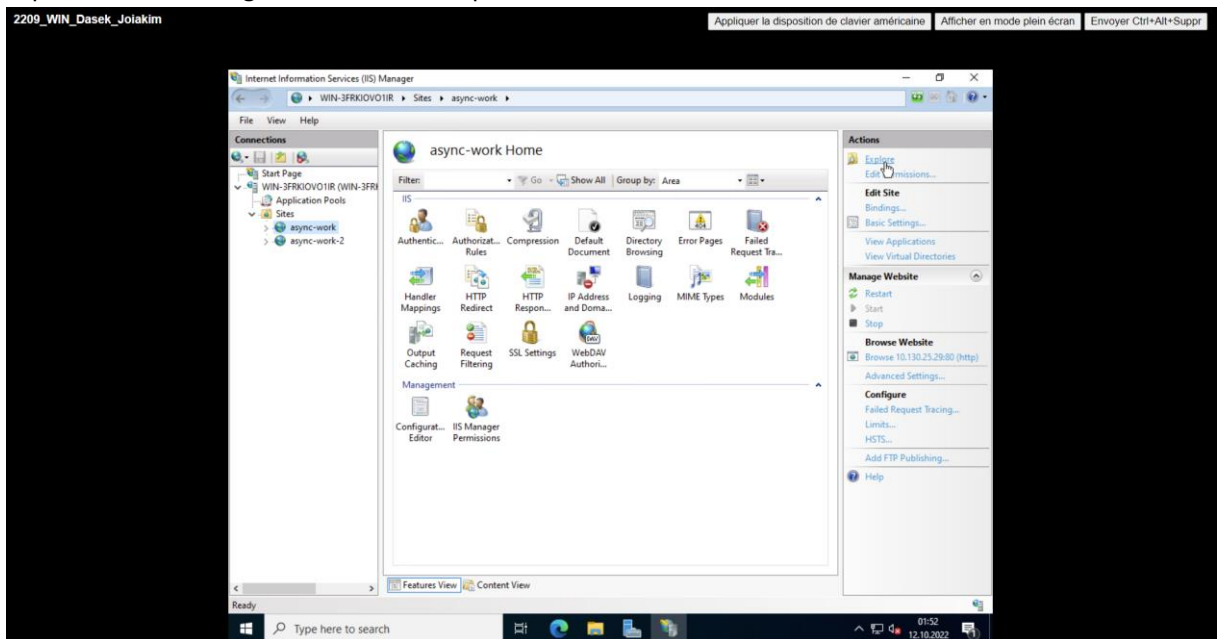 2209_WIN_Dasek_Joiakim
Appliquer la disposition de clavier américaine
Afficher en mode plein écran
Envoyer Ctrl+Alt+Suppr
Internet Information Services (IIS) Manager
WIN-3FRKIOVO1IR
Sites
async-work
File View Help
Connections
Start Page
WIN-3FRKIOVO1IR (WIN-3FRI
Application Pools
Sites
async-work
async-work-2
async-work Home
Filter: Go Show All Group by: Area
IIS
Authentic... Authorizat... Compression Default Directory Error Pages Failed
Rules Document Browsing Request Tra...
Handler HTTP HTTP IP Address Logging MIME Types Modules
Mappings Redirect Respon... and Doma...
Output Request SSL Settings WebDAV
Caching Filtering Authori...
Management
Configurat... IIS Manager
Editor Permissions
Features View Content View
Actions
Explore
Edit
Edit Site
Bindings...
Basic Settings...
View Applications
View Virtual Directories
Manage Website
Restart
Start
Stop
Browse Website
Browse 10.130.25.29:80 (http)
Advanced Settings...
Configure
Failed Request Tracing...
Limits...
HSTS...
Add FTP Publishing...
Help
Ready
Type here to search
01:52
12.10.2022